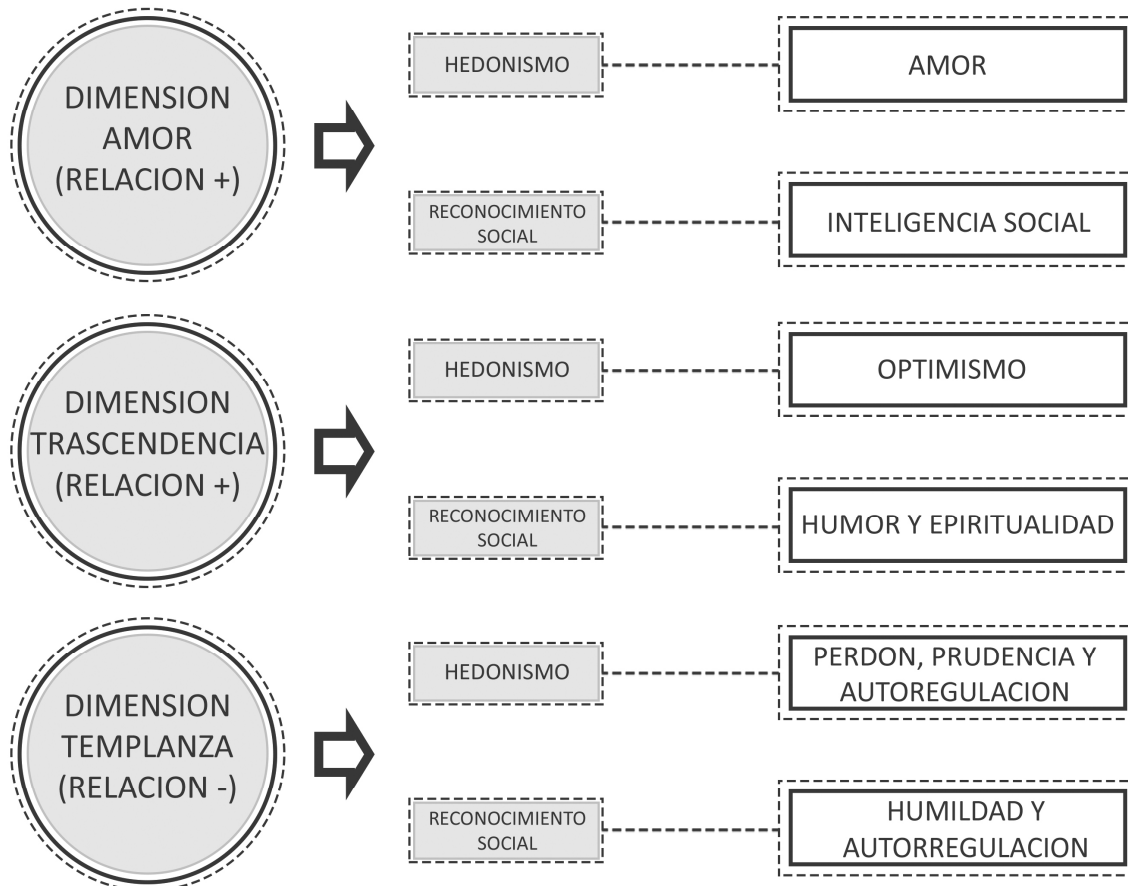 DIMENSION
AMOR
(RELACION +)
HEDONISMO
AMOR
RECONOCIMIENTO
SOCIAL
INTELIGENCIA SOCIAL
DIMENSION
TRASCENDENCIA
(RELACION +)
HEDONISMO
OPTIMISMO
RECONOCIMIENTO
SOCIAL
HUMOR Y EPIRITUALIDAD
DIMENSION
TEMPLANZA
(RELACION -)
HEDONISMO
PERDON, PRUDENCIA Y
AUTOREGULACION
RECONOCIMIENTO
SOCIAL
HUMILDAD Y
AUTORREGULACION